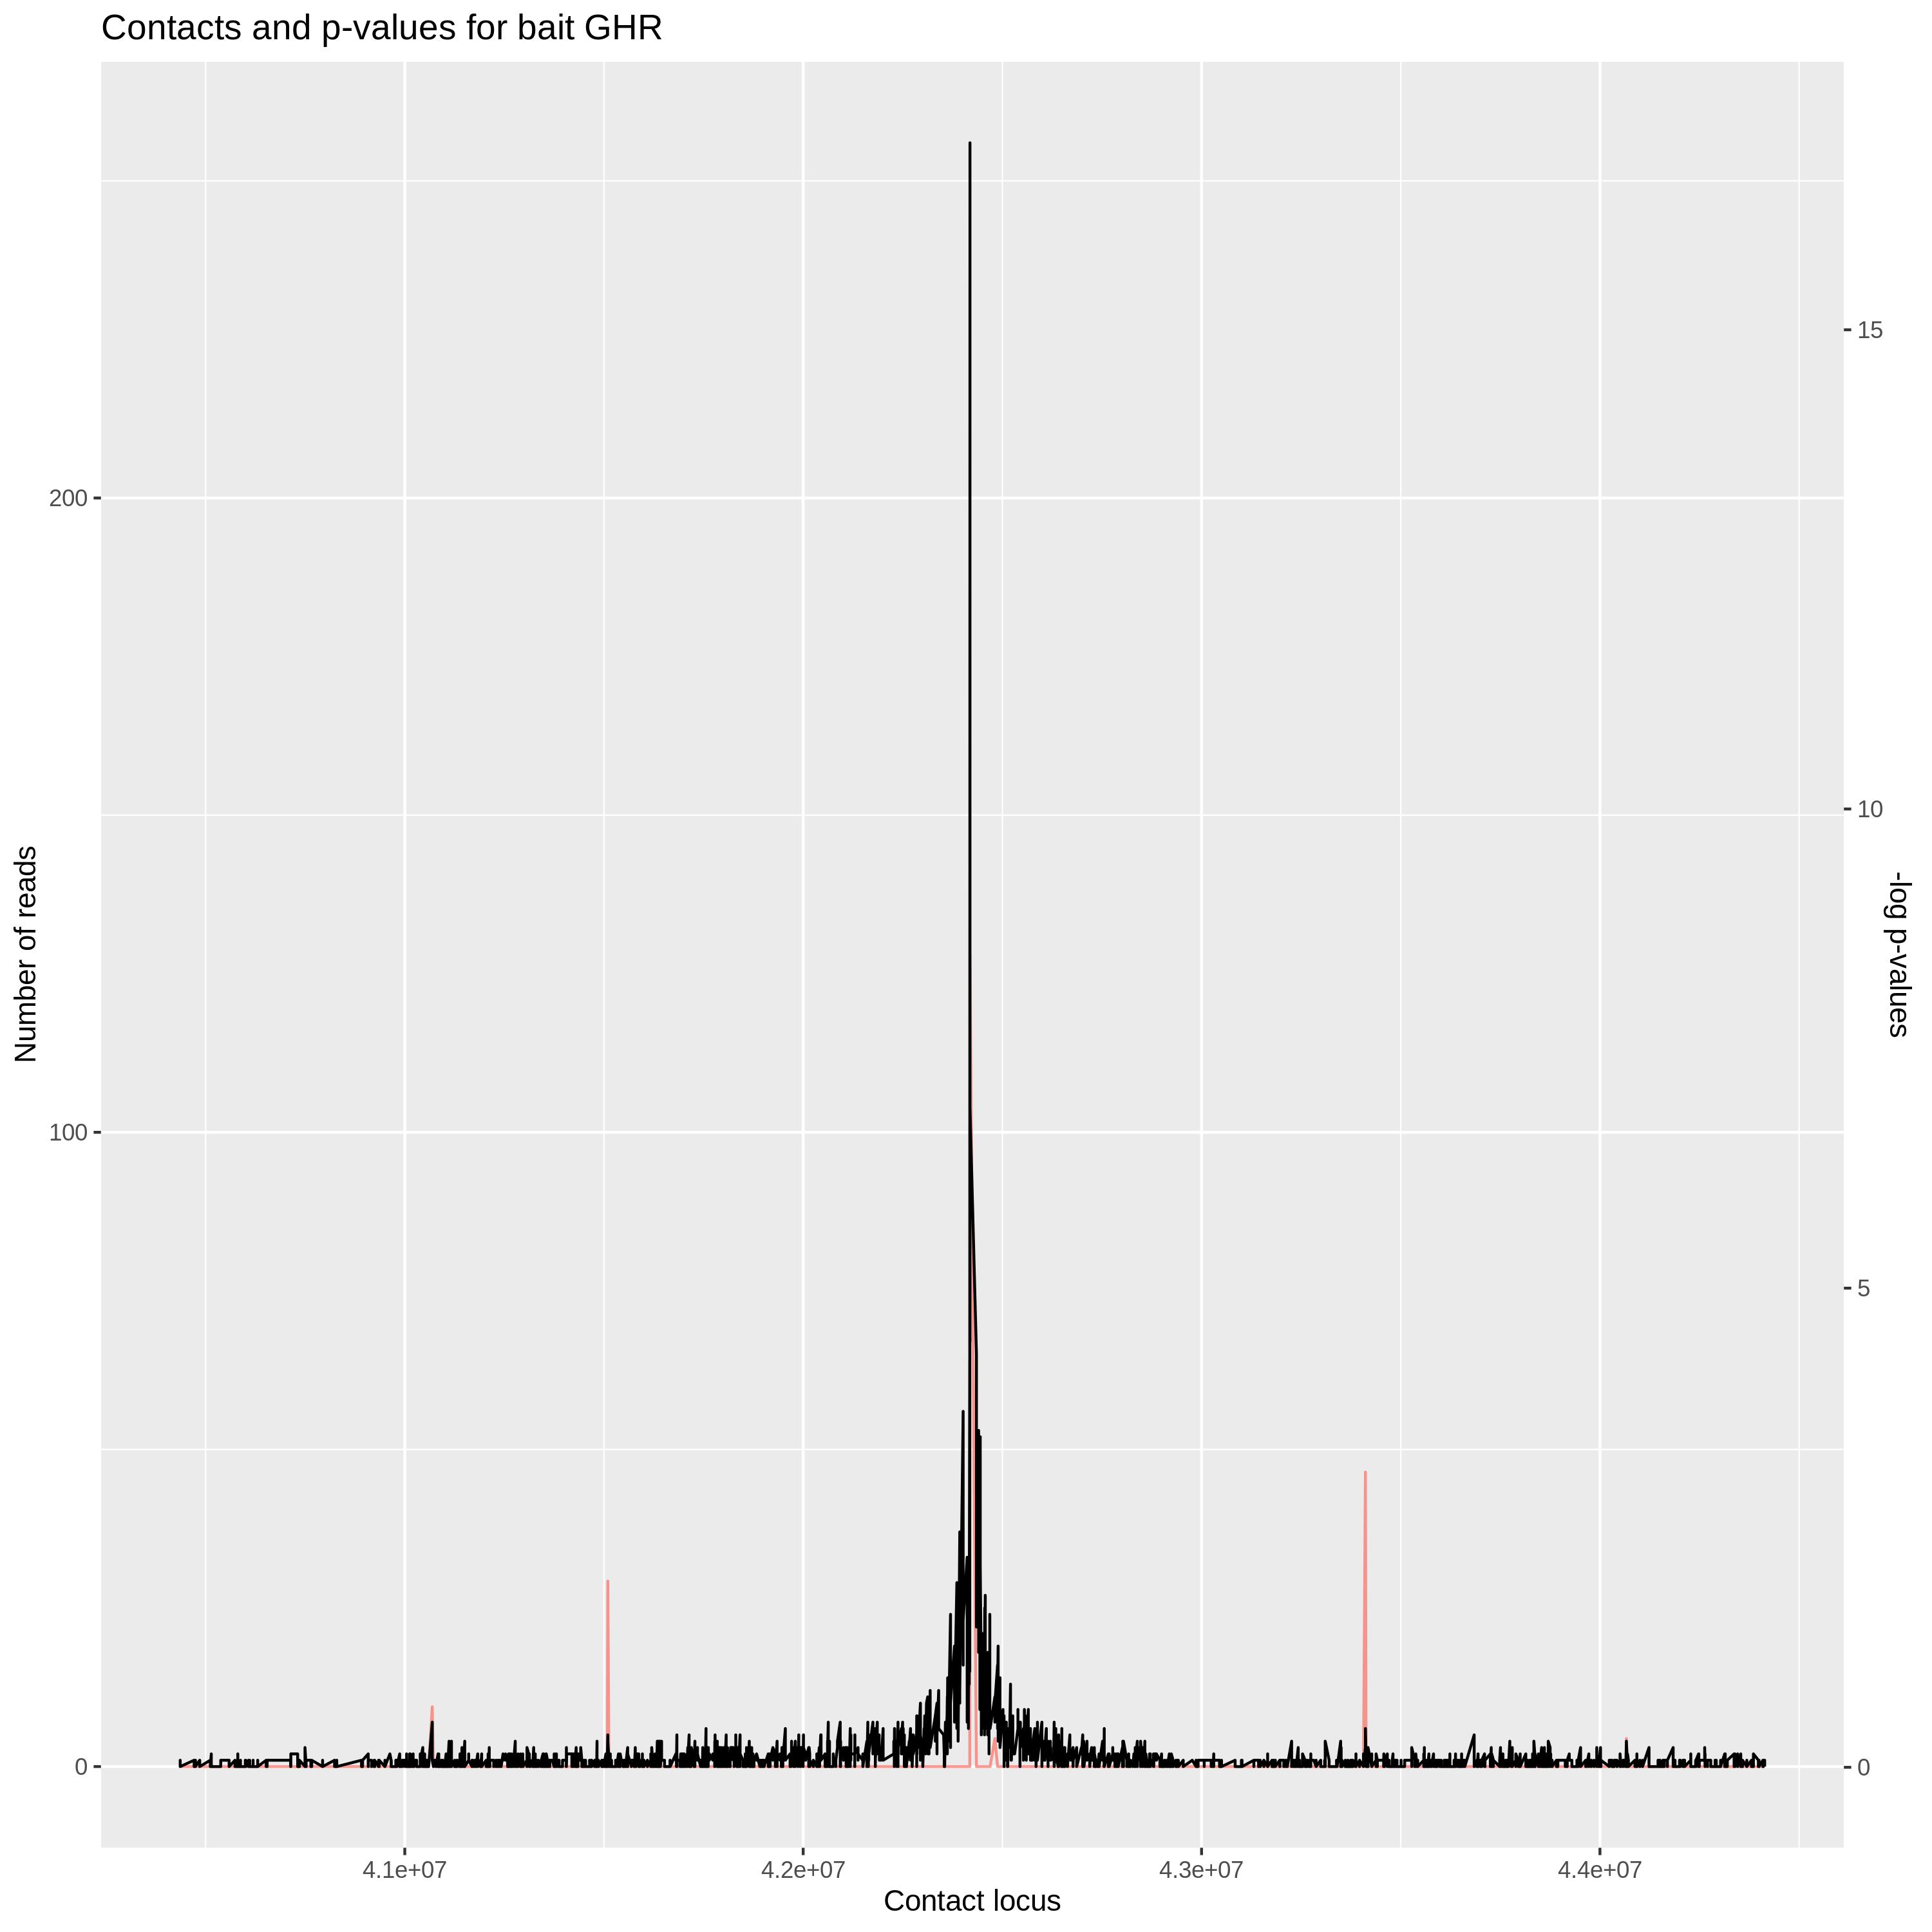 Contacts and p-values for bait GHR
Number of reads
200
100
0
15
10
5
0
-log p-values
4.1e+07
4.2e+07
4.3e+07
4.4e+07
Contact locus